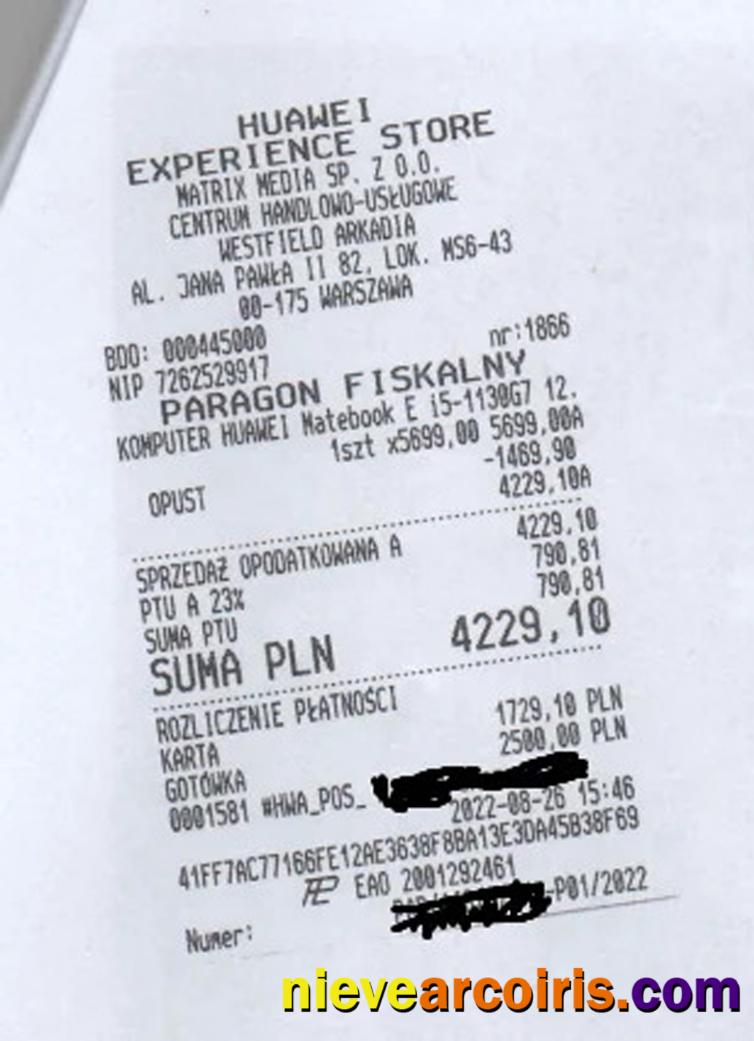 HUAWEI
EXPERIENCE STORE
MATRIX MEDIA SP. Z O.O.
CENTRUM HANDLOWO-USŁUGOWE
WESTFIELD ARKADIA
AL. JANA PAWŁA II 82, LOK. MS6-43
00-175 WARSZAWA
BDO: 000445000
NIP 7262529917 nr:1866
PARAGON FISKALNY
KOMPUTER HUAWEI Matebook E i5-1130G7 12.
1szt x5699,00 5699,00A
OPUST -1469,90
4229,10A
SPRZEDAŻ OPODATKOWANA A 4229,10
PTU A 23% 790,81
SUMA PTU 790,81
SUMA PLN 4229,10
ROZLICZENIE PŁATNOŚCI
KARTA 1729,10 PLN
GOTÓWKA 2500,00 PLN
0001581 #HWA_POS_
2022-08-26 15:46
41FF7AC77166FE12AE3638F8BA13E3DA45B38F69
EAO 2001292461
Numer: -P01/2022
nievearcoiris.com